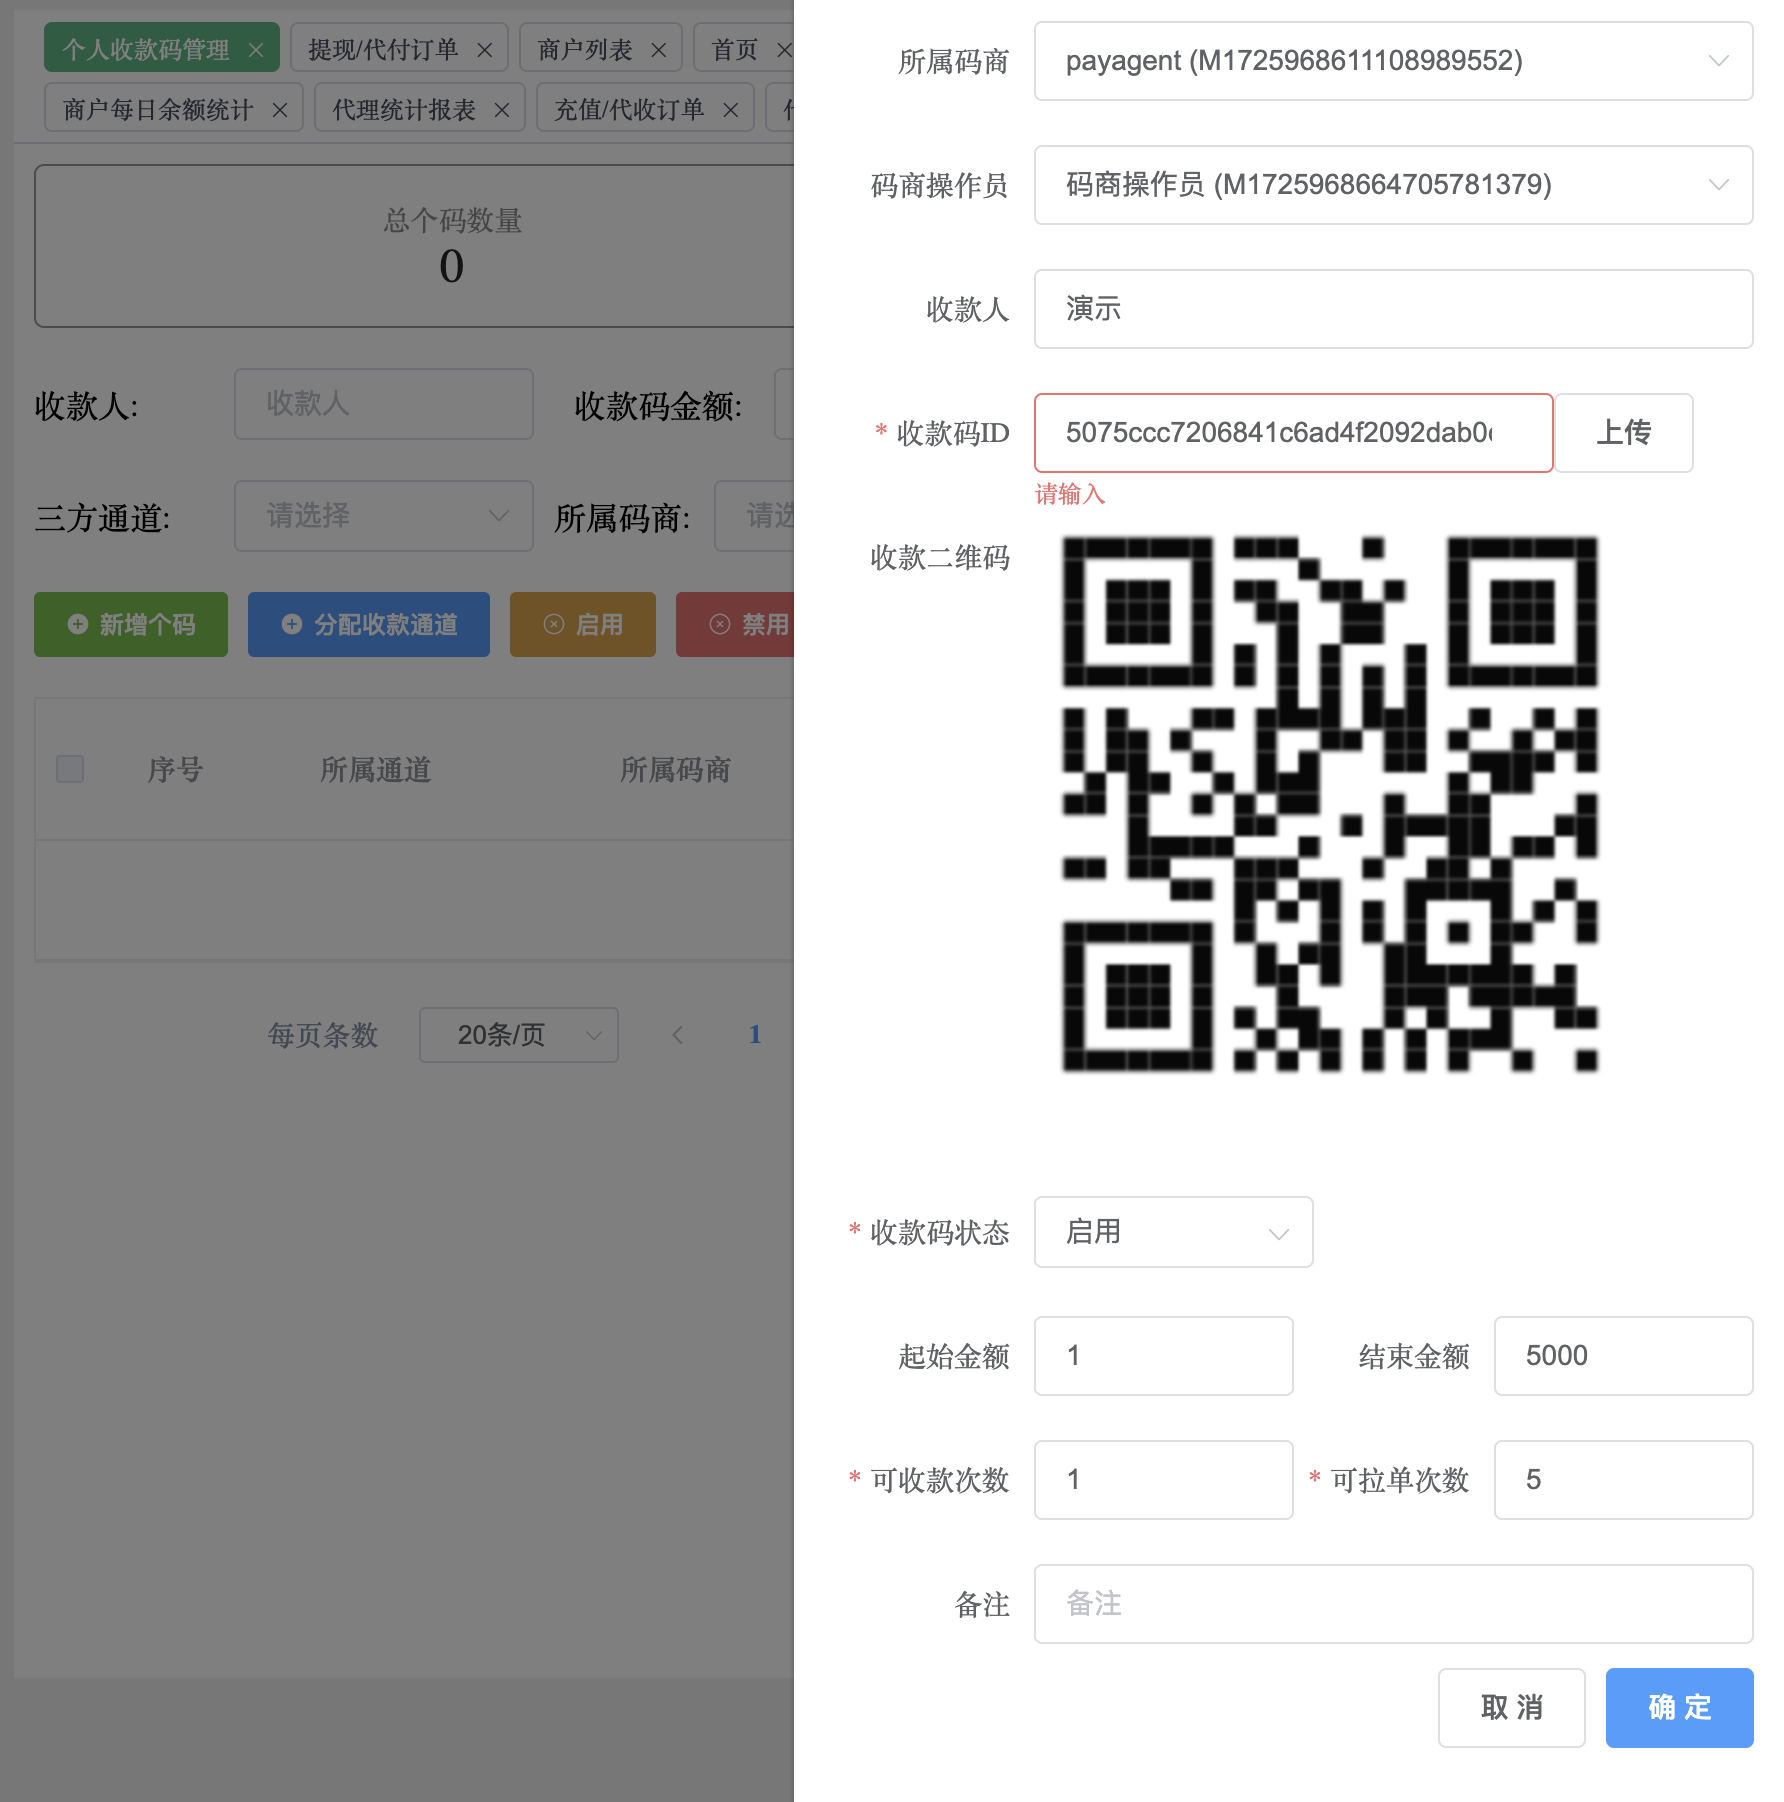 个人收款码管理
提现/代付订单
商户列表
首页
商户每日余额统计
代理统计报表
充值/代收订单
总个码数量
0
收款人:
收款人
收款码金额:
三方通道:
请选择
所属码商:
请选
新增个码
分配收款通道
启用
禁用
序号
所属通道
所属码商
每页条数
20条/页
1
所属码商
payagent (M1725968611108989552)
码商操作员
码商操作员 (M1725968664705781379)
收款人
演示
* 收款码ID
5075ccc7206841c6ad4f2092dab0
上传
请输入
收款二维码
* 收款码状态
启用
起始金额
1
结束金额
5000
* 可收款次数
1
* 可拉单次数
5
备注
备注
取 消
确 定